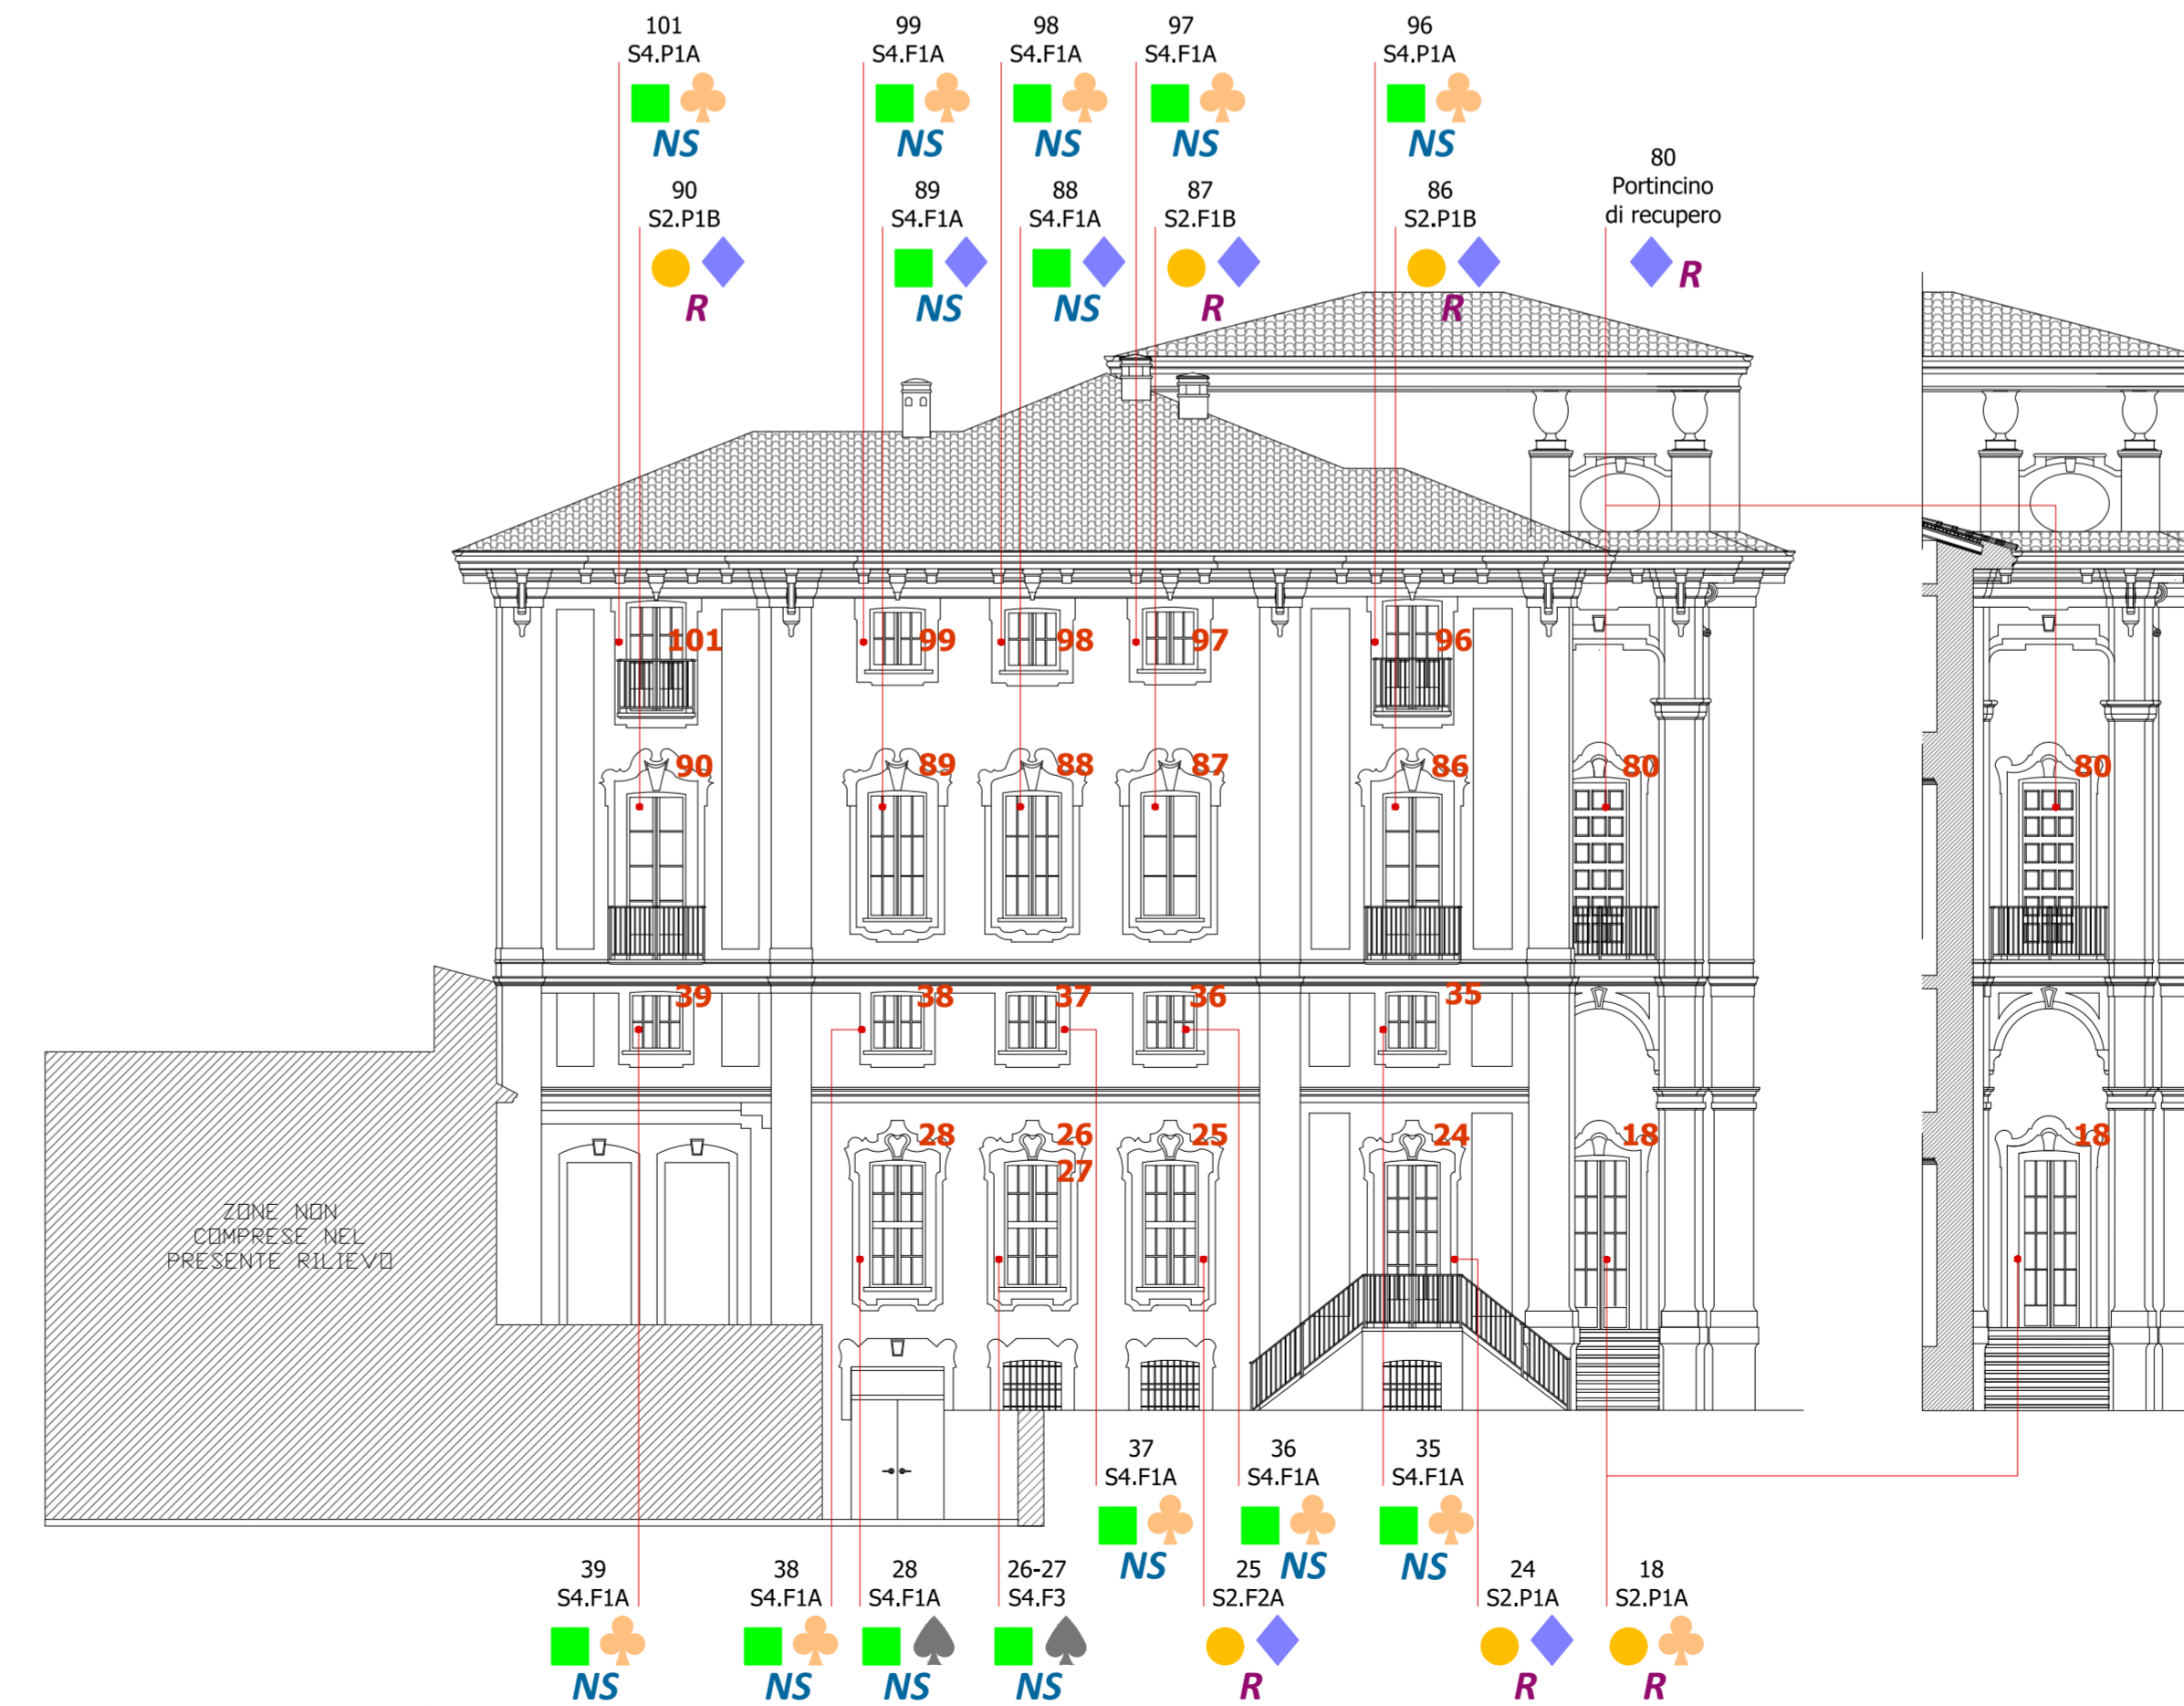 101
S4.P1A
NS
99
S4.F1A
NS
98
S4.F1A
NS
97
S4.F1A
NS
96
S4.P1A
NS
90
S2.P1B
R
89
S4.F1A
NS
88
S4.F1A
NS
87
S2.F1B
R
86
S2.P1B
R
80
Portincino
di recupero
R
101
99
98
97
96
90
89
88
87
86
80
80
39
38
37
36
35
28
26
27
25
24
18
18
ZONE NON
COMPRESE NEL
PRESENTE RILIEVO
37
S4.F1A
NS
36
S4.F1A
NS
35
S4.F1A
NS
39
S4.F1A
NS
38
S4.F1A
NS
28
S4.F1A
NS
26-27
S4.F3
NS
25
S2.F2A
R
24
S2.P1A
R
18
S2.P1A
R